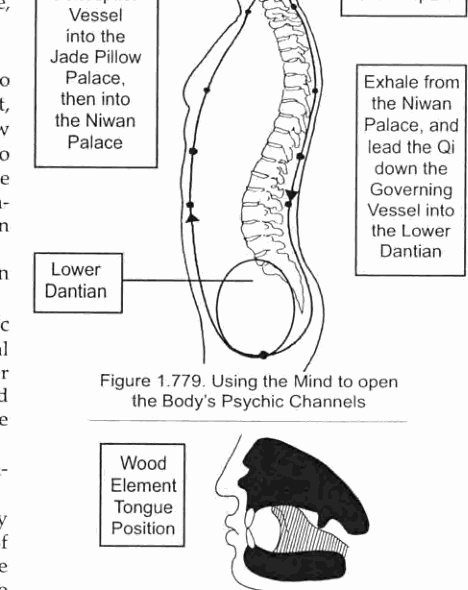 Vessel
into the
Jade Pillow
Palace,
then into
the Niwan
Palace
Exhale from
the Niwan
Palace, and
lead the Qi
down the
Governing
Vessel into
the Lower
Dantian
Lower
Dantian
Figure 1.779. Using the Mind to open
the Body's Psychic Channels
Wood
Element
Tongue
Position